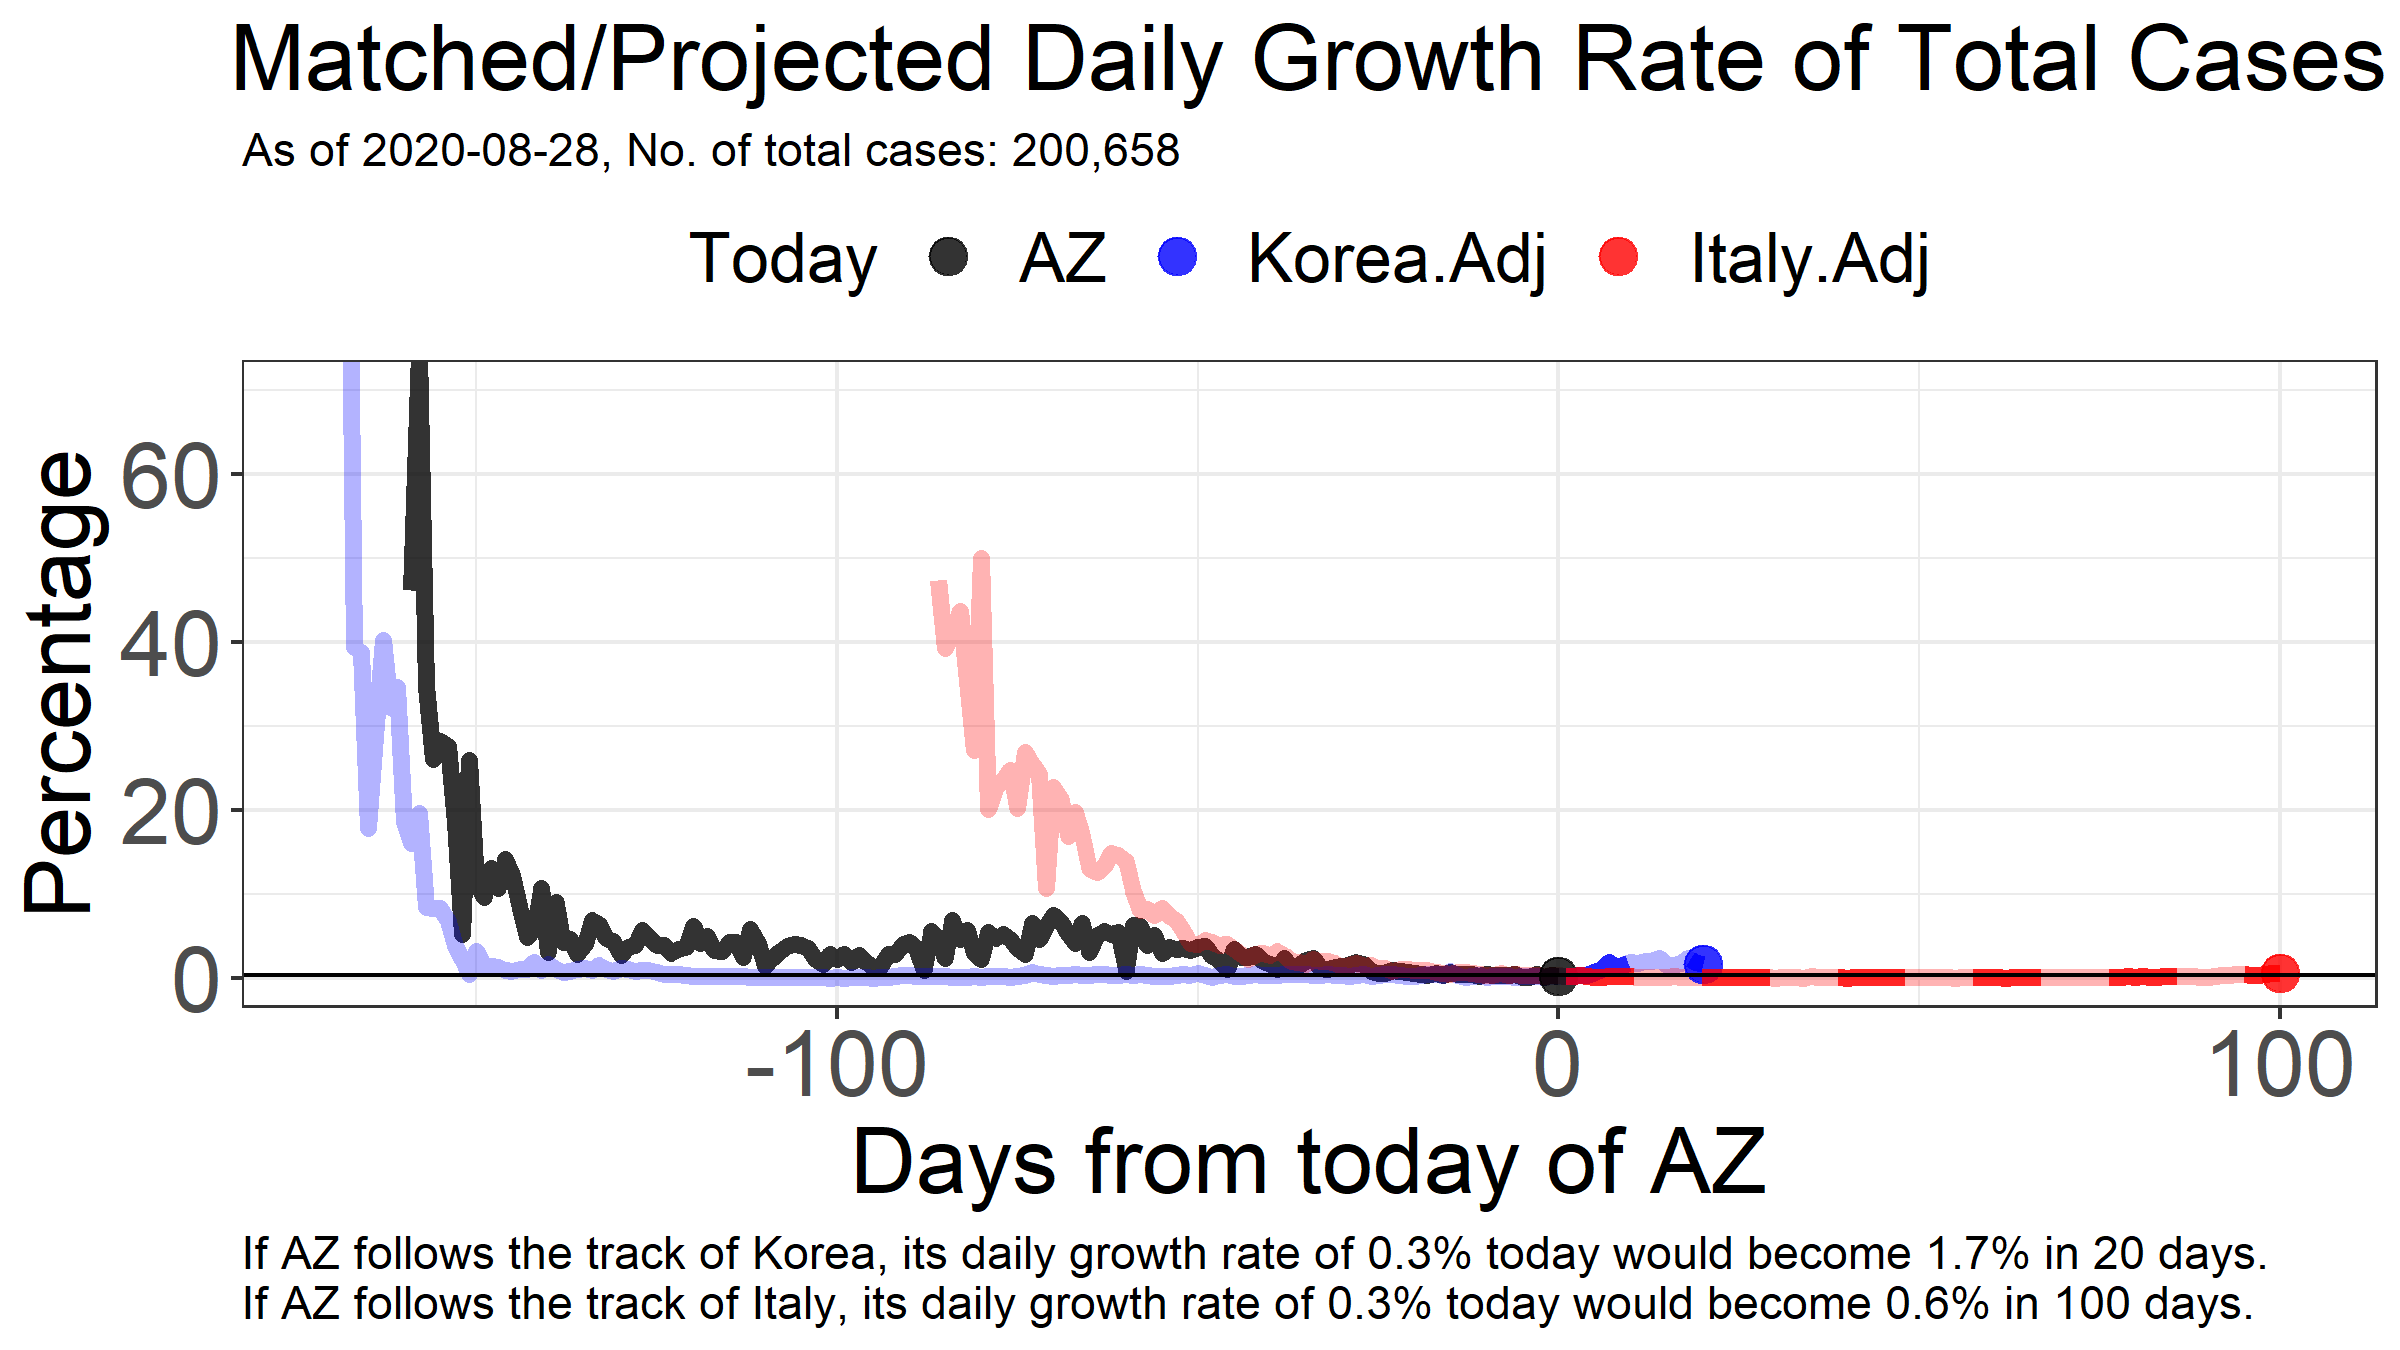 Matched/Projected Daily Growth Rate of Total Cases
As of 2020-08-28, No. of total cases: 200,658
Today AZ Korea.Adj Italy.Adj
Percentage
60
40
20
0
-100 0 100
Days from today of AZ
If AZ follows the track of Korea, its daily growth rate of 0.3% today would become 1.7% in 20 days.
If AZ follows the track of Italy, its daily growth rate of 0.3% today would become 0.6% in 100 days.